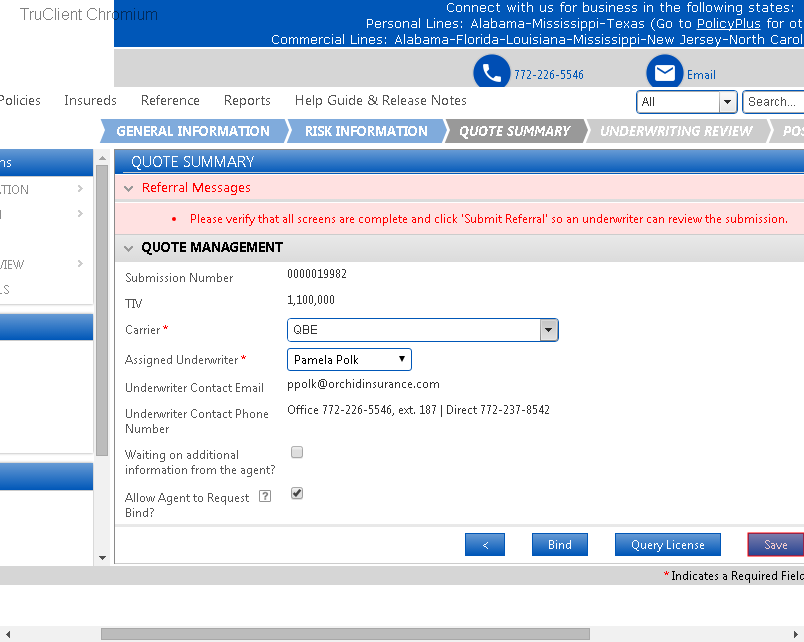 TruClient Chromium
Connect with us for business in the following states:
Personal Lines: Alabama-Mississippi-Texas (Go to PolicyPlus for ot
Commercial Lines: Alabama-Florida-Louisiana-Mississippi-New Jersey-North Carol
772-226-5546 Email
Policies Insureds Reference Reports Help Guide & Release Notes All Search...
GENERAL INFORMATION RISK INFORMATION QUOTE SUMMARY UNDERWRITING REVIEW POS
ns
QUOTE SUMMARY
ATION
Referral Messages
Please verify that all screens are complete and click 'Submit Referral' so an underwriter can review the submission.
QUOTE MANAGEMENT
VIEW
LS
Submission Number 0000019982
TIV 1,100,000
Carrier * QBE
Assigned Underwriter * Pamela Polk
Underwriter Contact Email ppolk@orchidinsurance.com
Underwriter Contact Phone Number Office 772-226-5546, ext. 187 | Direct 772-237-8542
Waiting on additional
information from the agent?
Allow Agent to Request ?
Bind?
< Bind Query License Save
* Indicates a Required Field